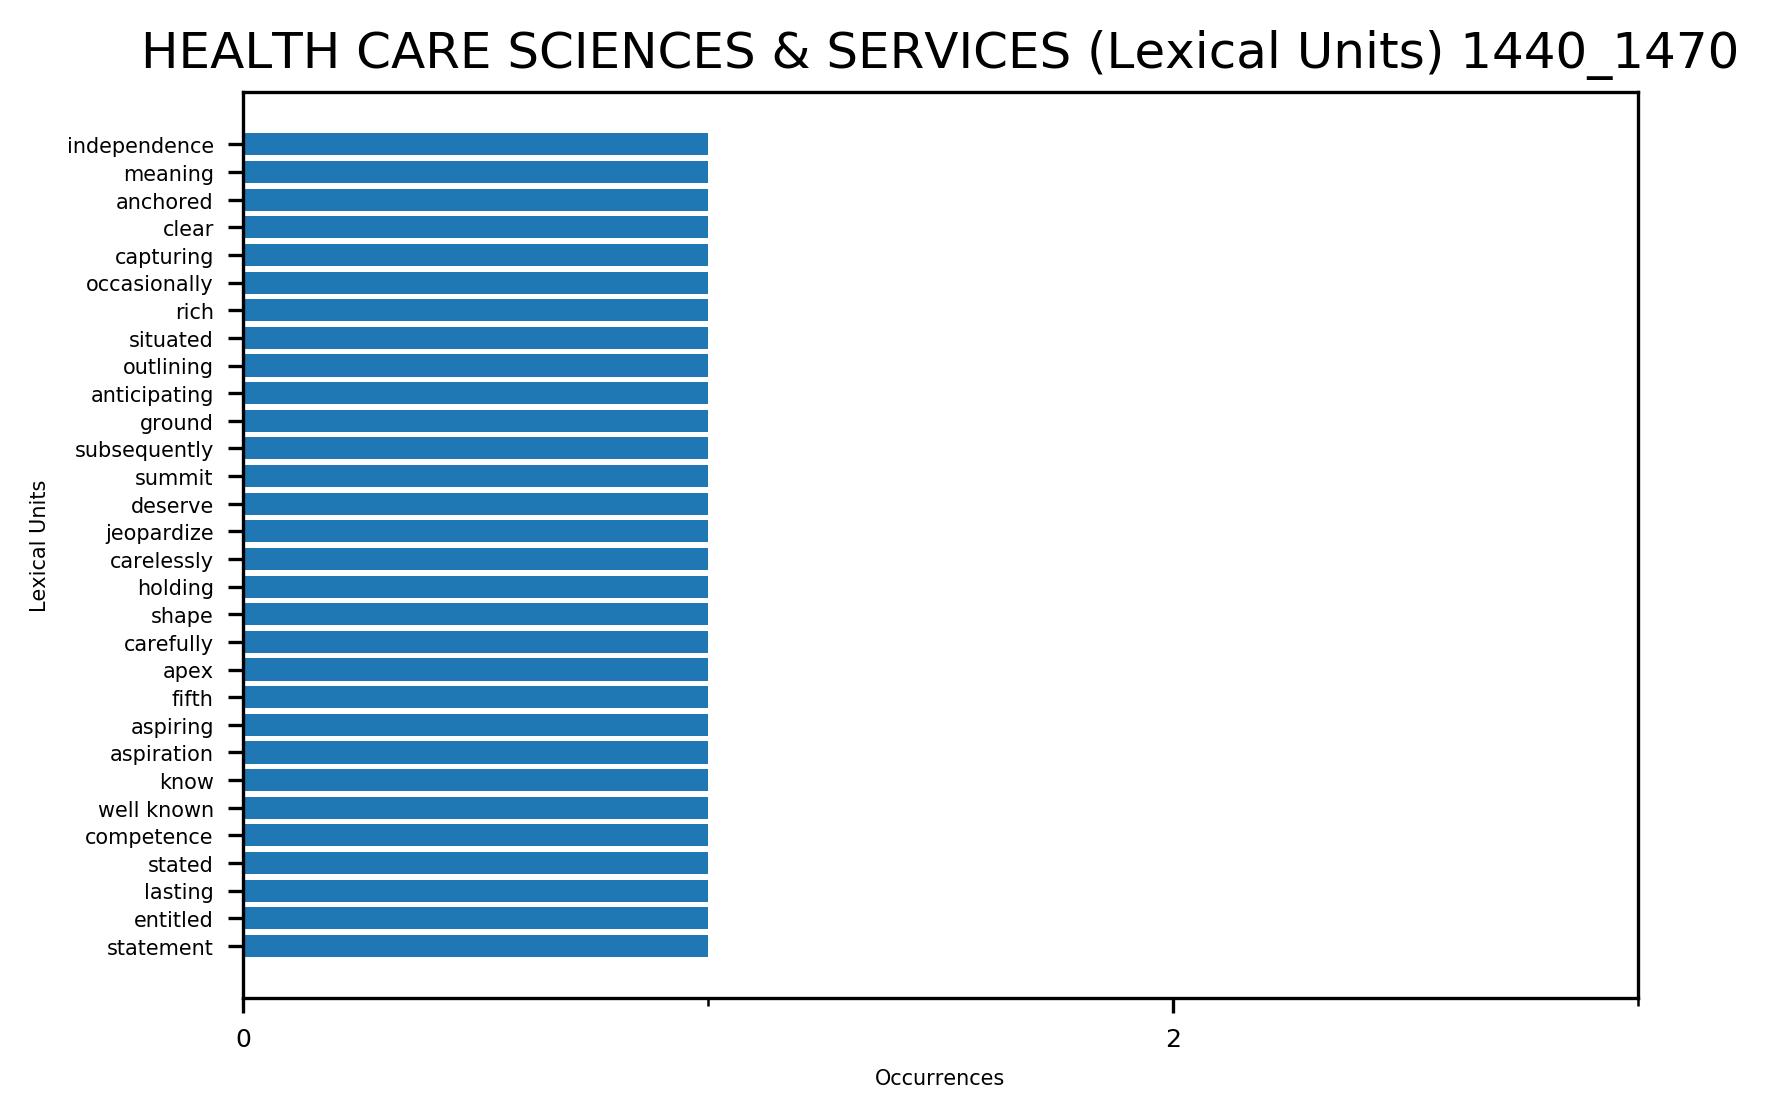 HEALTH CARE SCIENCES & SERVICES (Lexical Units) 1440_1470
independence
meaning
anchored
clear
capturing
occasionally
rich
situated
outlining
anticipating
ground
subsequently
summit
deserve
jeopardize
carelessly
holding
shape
carefully
apex
fifth
aspiring
aspiration
know
well known
competence
stated
lasting
entitled
statement
Lexical Units
0 2
Occurrences